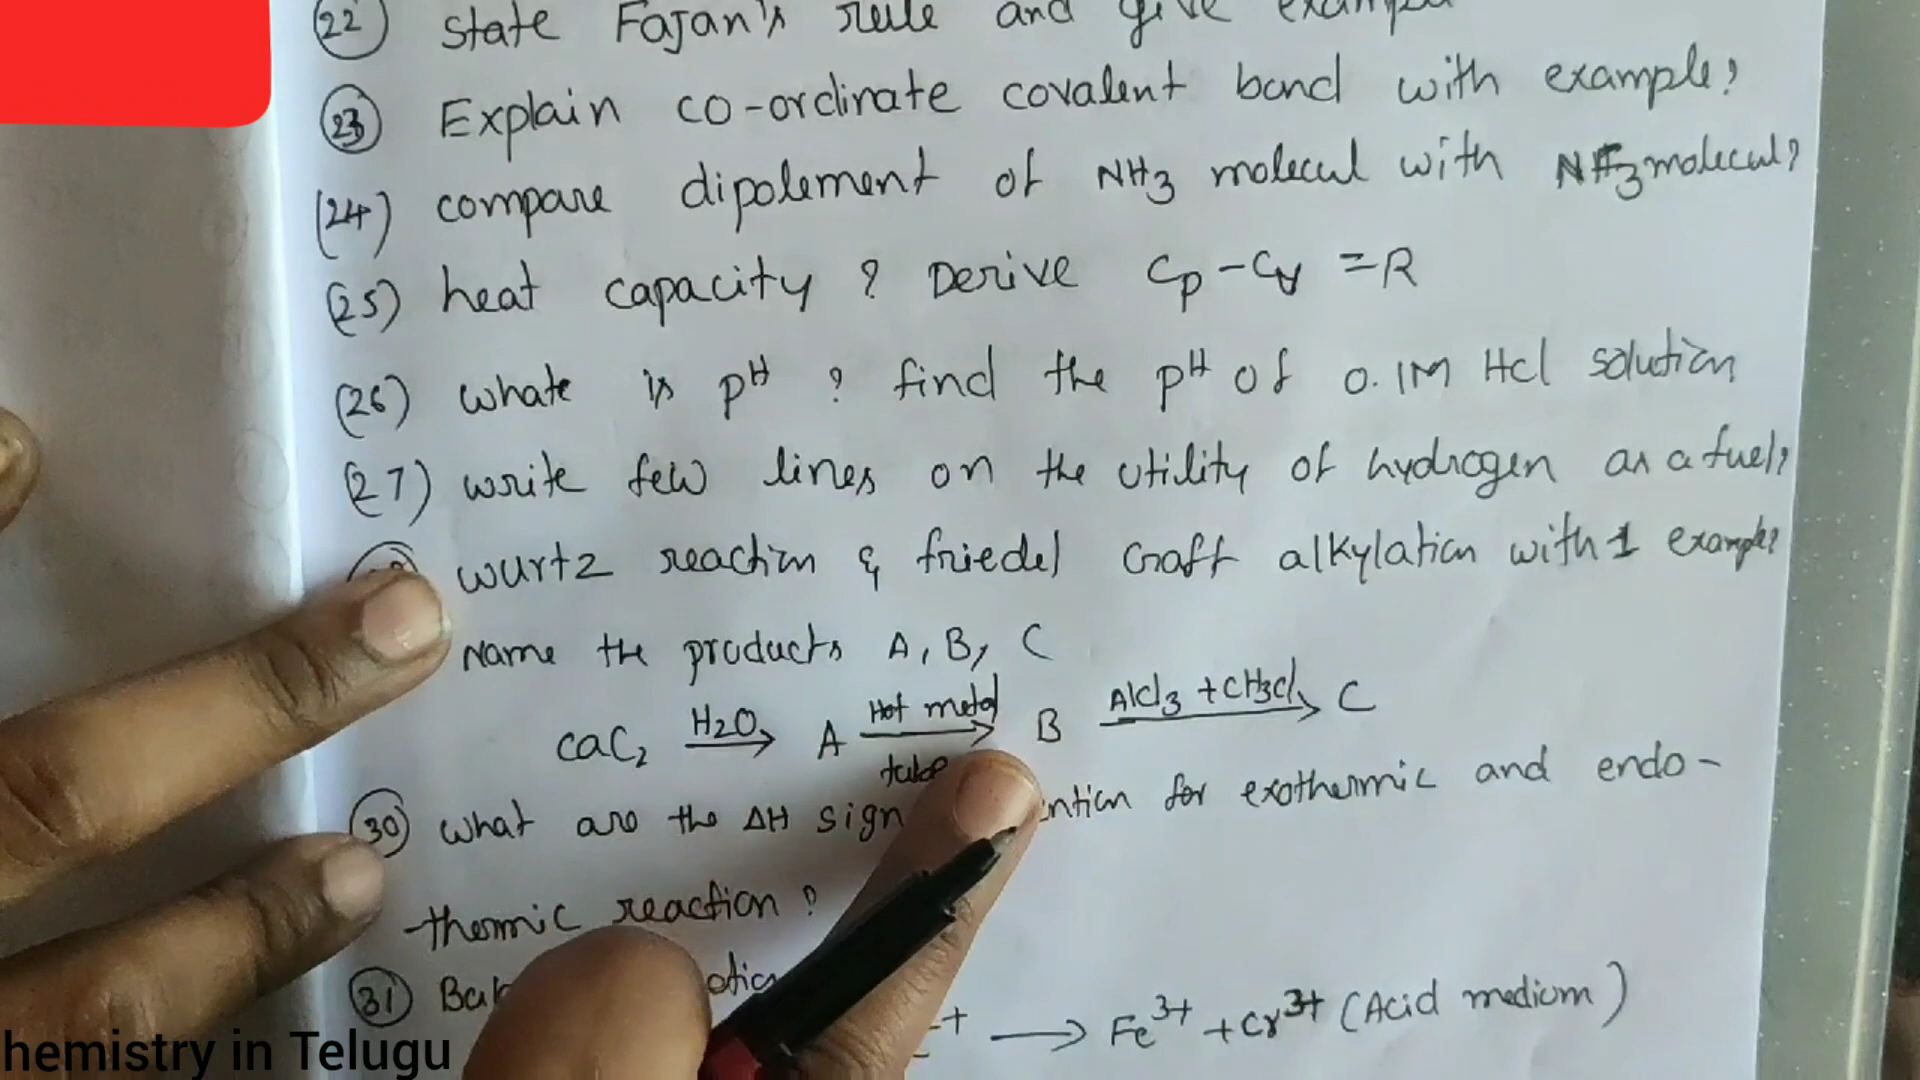 (22) state Fajan's rule and give example
(23) Explain co-ordinate covalent bond with example?
(24) compare dipolement of NH3 molecul with NF3 molecul?
(25) heat capacity? Derive Cp-Cv =R
(26) whate is pH? find the pH of 0.1M Hcl solution
(27) write few lines on the utility of hydrogen as a fuel?
wurtz reaction & friedel Craft alkylation with 1 example?
Name the products A, B, C
CaC2 H2O→ A Hot metal tube→ B Alcl3 + CH3cl→ C
(30) what are the ΔH sign for exothermic and endo-
thermic reaction?
(31)
→ Fe3+ + Cr3+ (Acid medium)
hemistry in Telugu